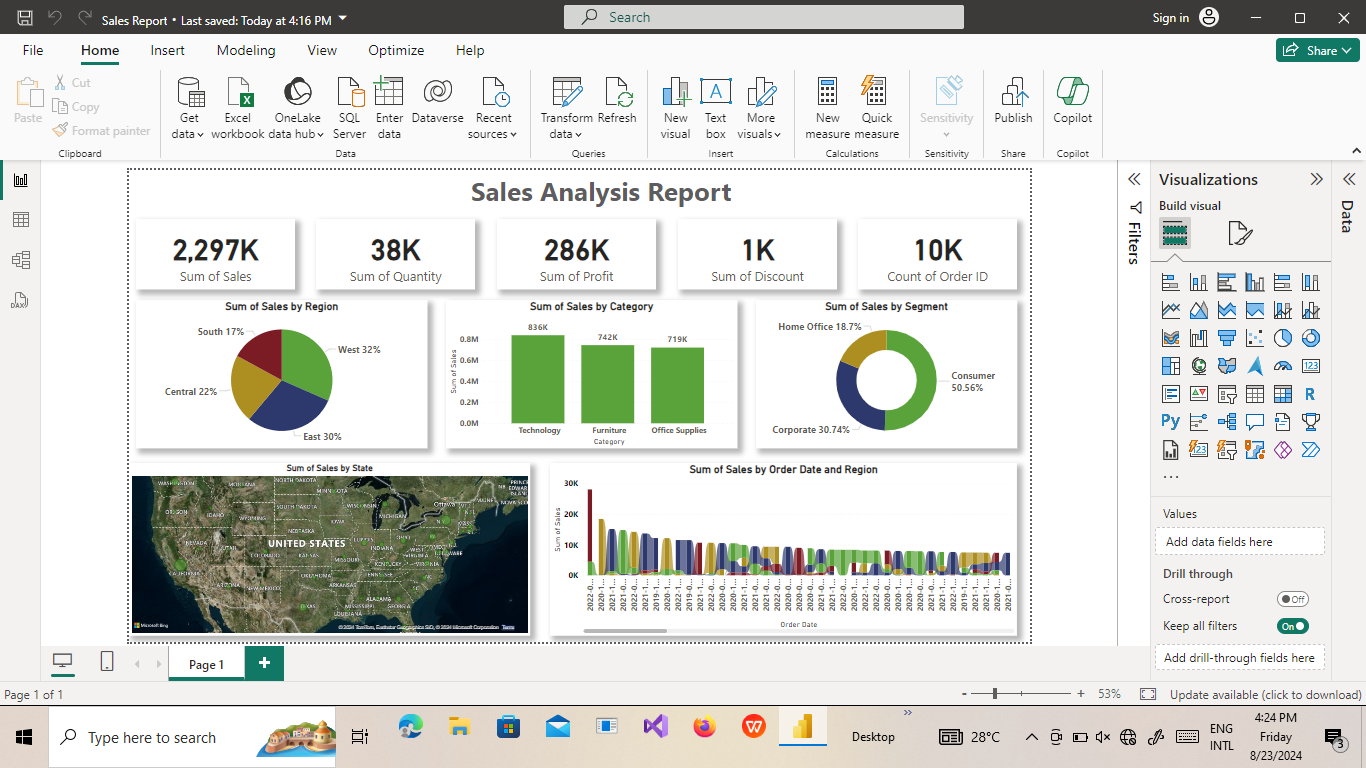 Sales Report • Last saved: Today at 4:16 PM
Search
Sign in
File Home Insert Modeling View Optimize Help
Share
Paste
Cut
Copy
Format painter
Clipboard
Get data
Excel workbook
OneLake data hub
SQL Server
Enter data
Dataverse
Recent sources
Data
Transform data
Refresh
Queries
New visual
Text box
More visuals
Insert
New measure
Quick measure
Calculations
Sensitivity
Sensitivity
Publish
Share
Copilot
Copilot
DAX
Sales Analysis Report
2,297K
Sum of Sales
38K
Sum of Quantity
286K
Sum of Profit
1K
Sum of Discount
10K
Count of Order ID
Sum of Sales by Region
South 17%
West 32%
Central 22%
East 30%
Sum of Sales by Category
Sum of Sales
0.8M
0.6M
0.4M
0.2M
0.0M
836K
742K
719K
Technology
Furniture
Office Supplies
Category
Sum of Sales by Segment
Home Office 18.7%
Consumer
50.56%
Corporate 30.74%
Sum of Sales by State
WASHINGTON
MONTANA
NORTH DAKOTA
MINNESOTA
OREGON
IDAHO
SOUTH DAKOTA
WISCONSIN
MICHIGAN
Ottawa
WYOMING
IOWA
NEBRASKA
NEVADA
UTAH
COLORADO
KANSAS
UNITED STATES
MISSOURI
INDIANA
OHIO
KENTUCKY
VIRGINIA
CALIFORNIA
ARIZONA
NEW MEXICO
OKLAHOMA
ARKANSAS
TENNESSEE
MISSISSIPPI
ALABAMA
GEORGIA
LOUISIANA
Microsoft Bing
© 2024 TomTom, Earthstar Geographics SIO, © 2024 Microsoft Corporation Terms
Sum of Sales by Order Date and Region
Sum of Sales
30K
20K
10K
0K
Order Date
Filters
Visualizations
Build visual
Data
R
Py
123
...
Values
Add data fields here
Drill through
Cross-report
Off
Keep all filters
On
Add drill-through fields here
Page 1
+
Page 1 of 1
- + 53%
Update available (click to download)
Type here to search
Desktop
28°C
ENG
INTL
4:24 PM
Friday
8/23/2024
3